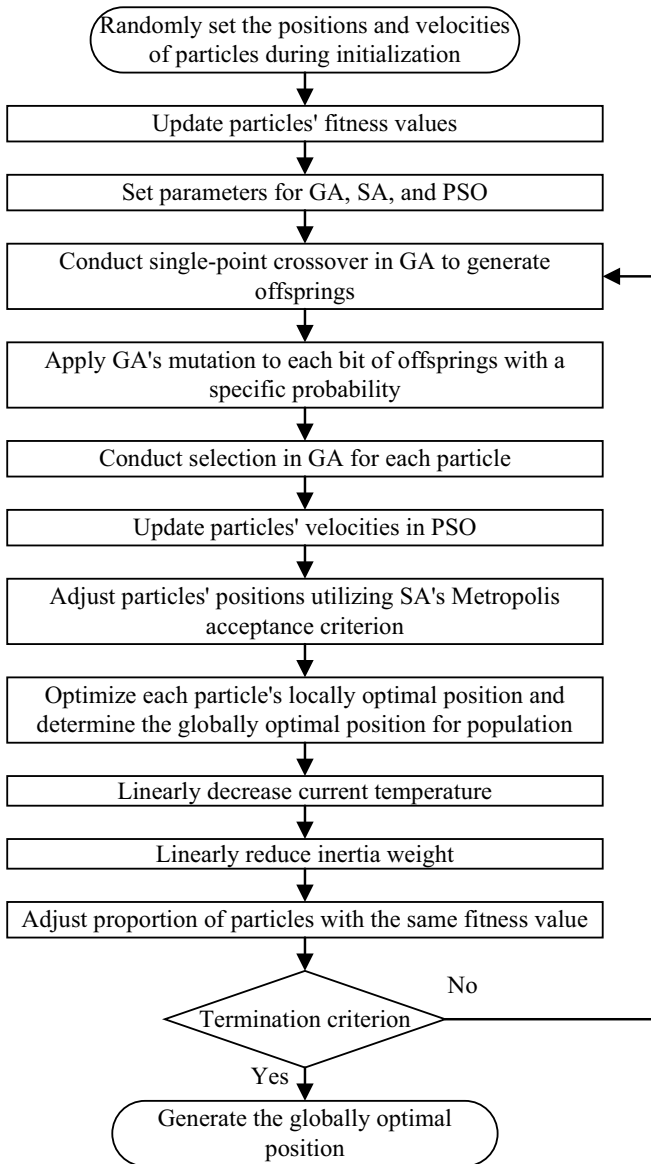 Randomly set the positions and velocities
of particles during initialization
Update particles' fitness values
Set parameters for GA, SA, and PSO
Conduct single-point crossover in GA to generate
offsprings
Apply GA's mutation to each bit of offsprings with a
specific probability
Conduct selection in GA for each particle
Update particles' velocities in PSO
Adjust particles' positions utilizing SA's Metropolis
acceptance criterion
Optimize each particle's locally optimal position and
determine the globally optimal position for population
Linearly decrease current temperature
Linearly reduce inertia weight
Adjust proportion of particles with the same fitness value
No
Termination criterion
Yes
Generate the globally optimal
position